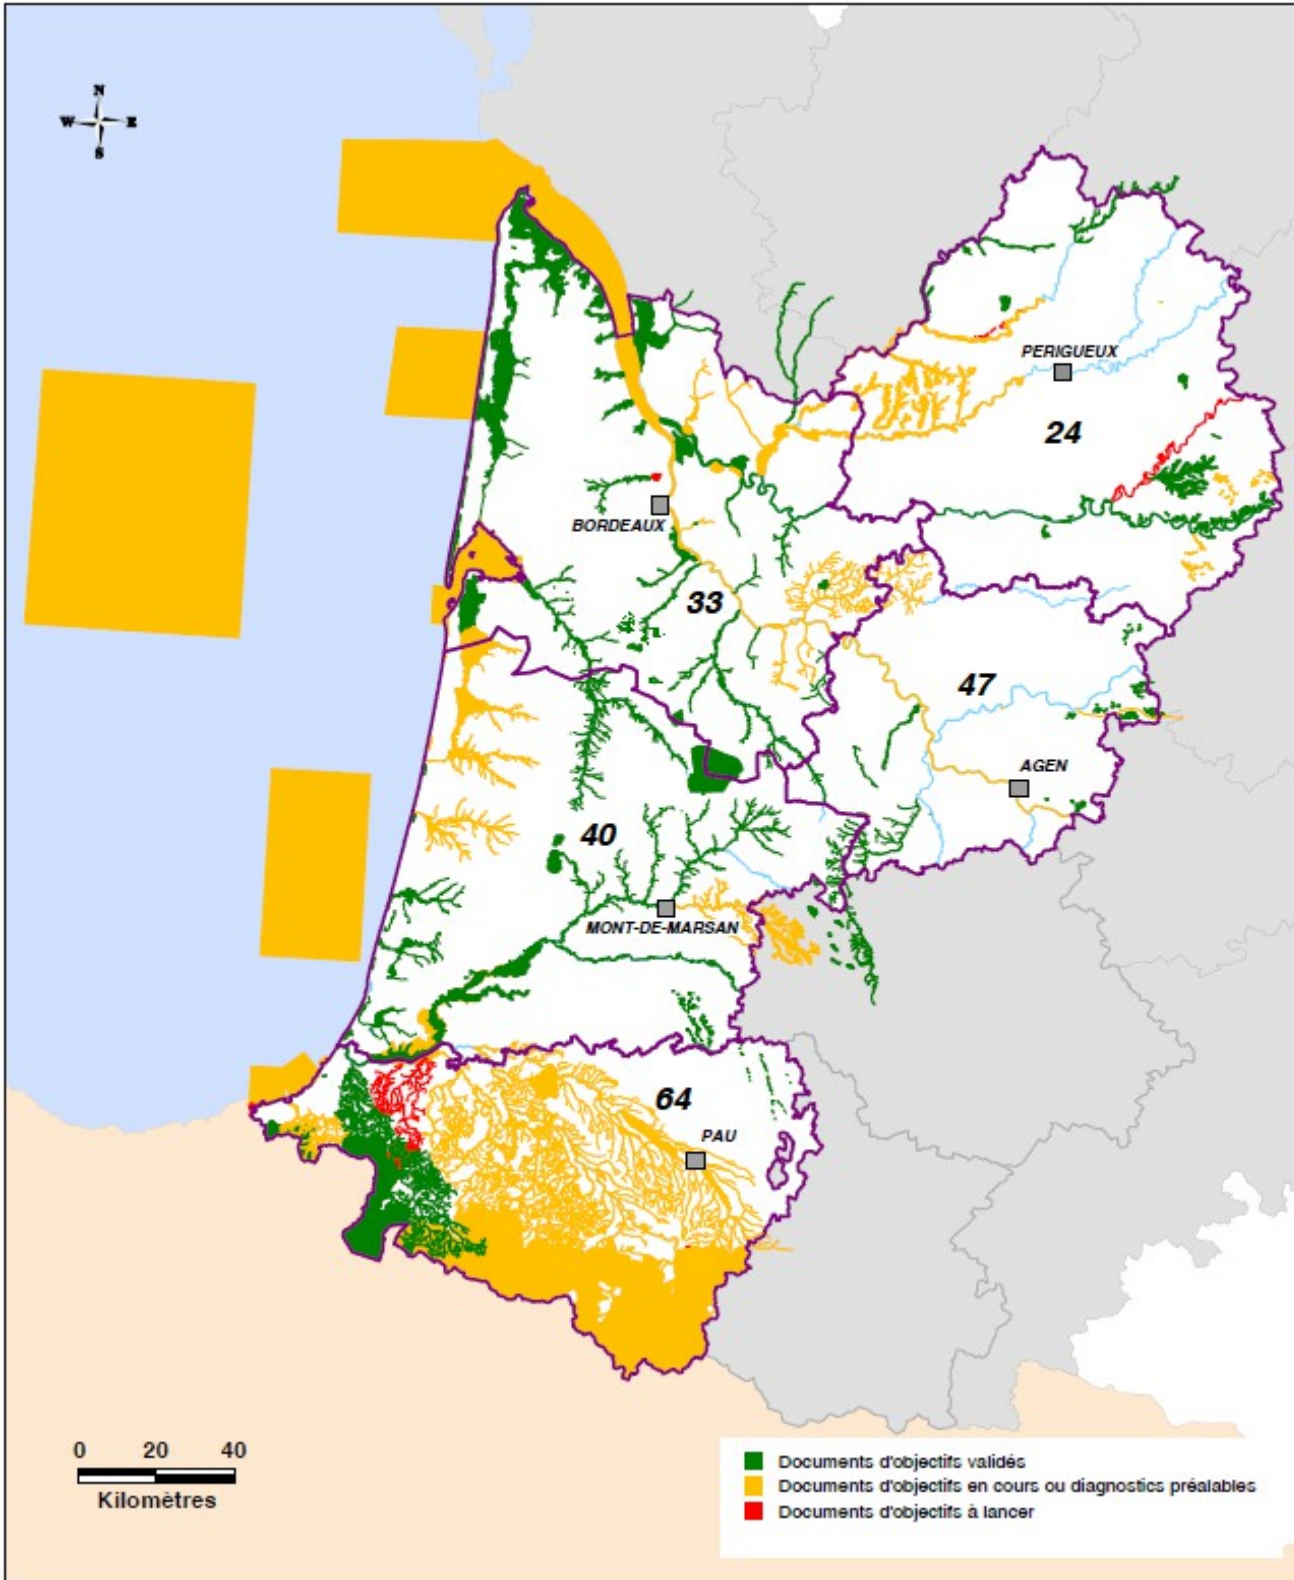 N
W E
S
PERIGUEUX
24
BORDEAUX
33
47
AGEN
40
MONT-DE-MARSAN
64
PAU
0 20 40
Kilomètres
Documents d'objectifs validés
Documents d'objectifs en cours ou diagnostics préalables
Documents d'objectifs à lancer